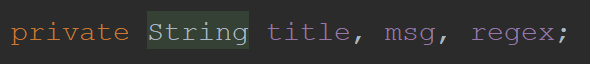 private String title, msg, regex;